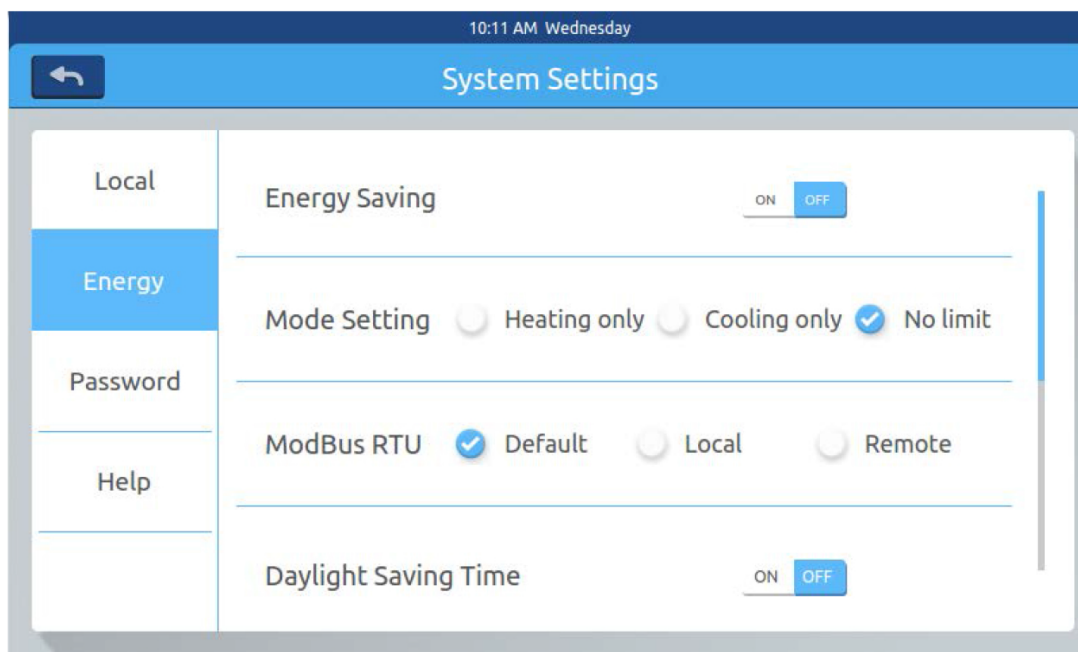 10:11 AM Wednesday
System Settings
Local
Energy
Password
Help
Energy Saving ON OFF
Mode Setting Heating only Cooling only No limit
ModBus RTU Default Local Remote
Daylight Saving Time ON OFF